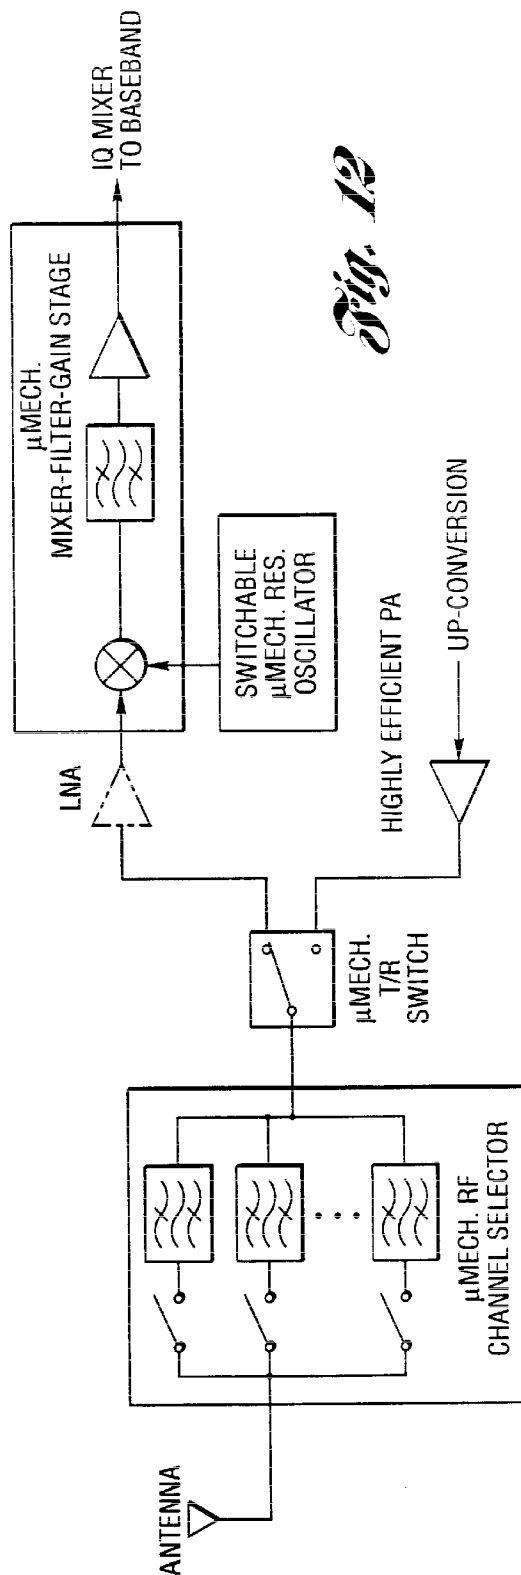 ANTENNA
µMECH. RF
CHANNEL SELECTOR
µMECH.
T/R
SWITCH
LNA
HIGHLY EFFICIENT PA
UP-CONVERSION
SWITCHABLE
µMECH. RES.
OSCILLATOR
µMECH.
MIXER-FILTER-GAIN STAGE
IQ MIXER
TO BASEBAND
Fig. 12